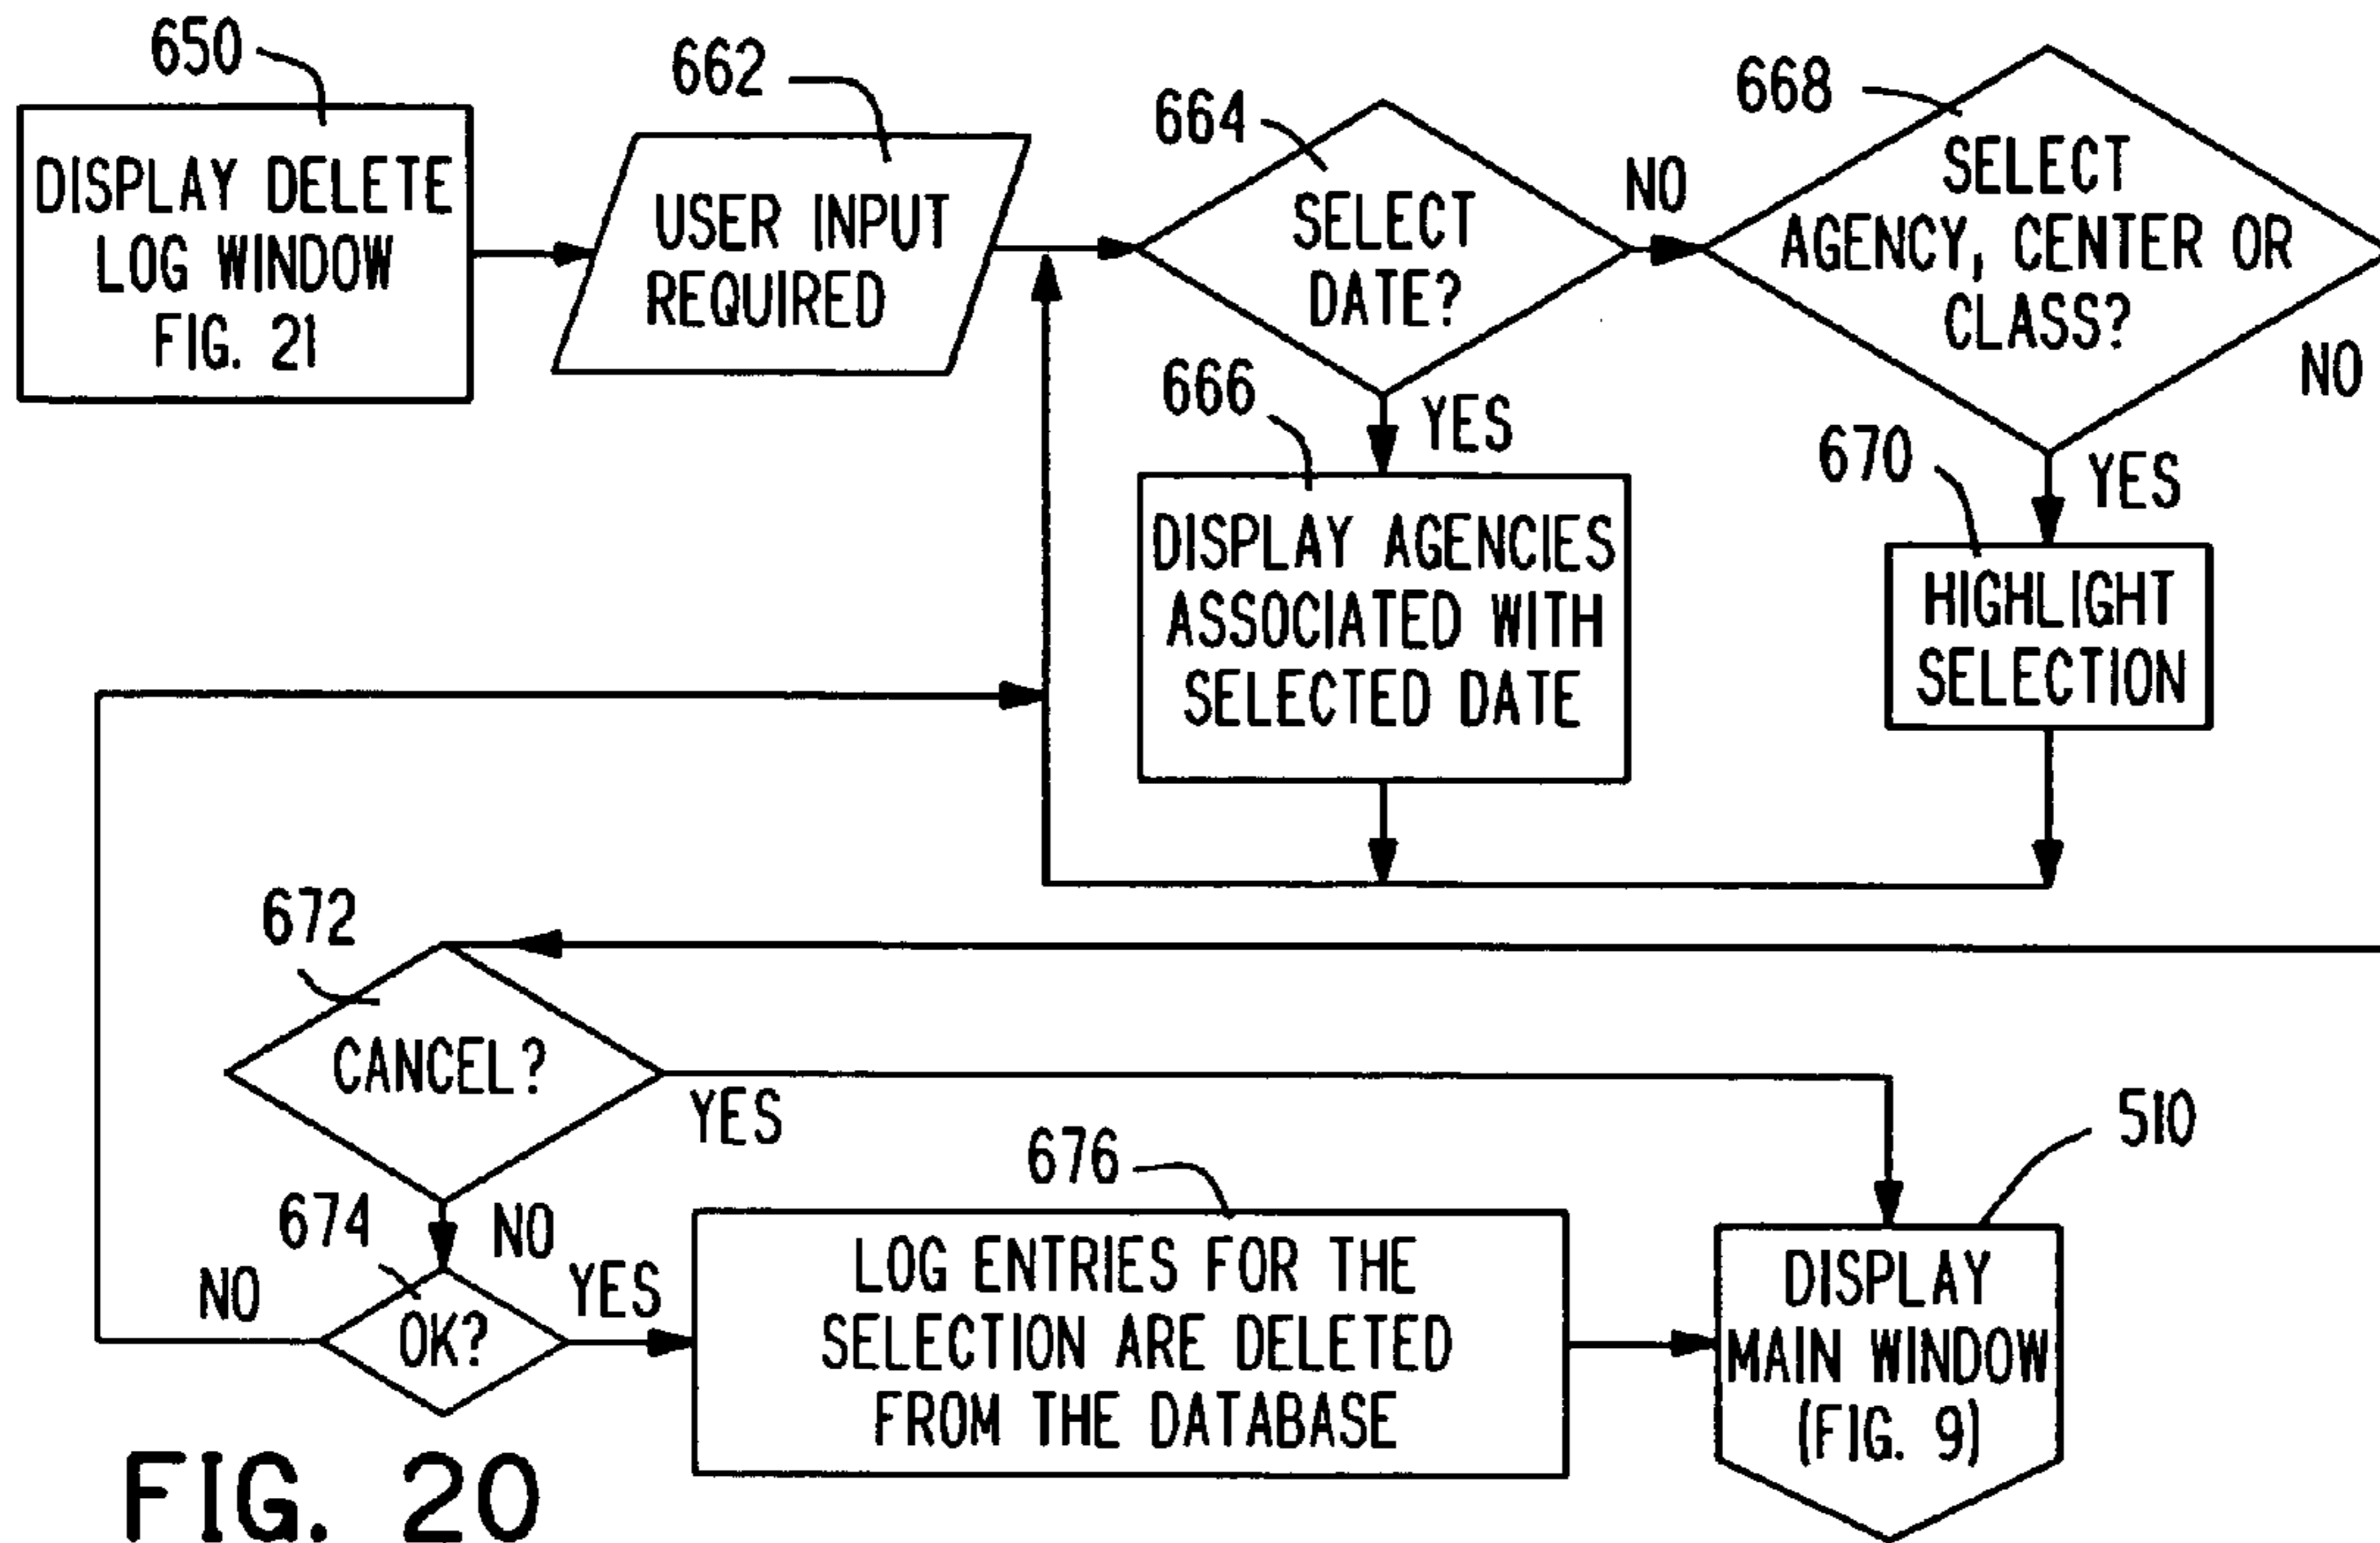 650
DISPLAY DELETE
LOG WINDOW
FIG. 21
662
USER INPUT
REQUIRED
664
SELECT
DATE?
NO
YES
668
SELECT
AGENCY, CENTER OR
CLASS?
NO
YES
666
DISPLAY AGENCIES
ASSOCIATED WITH
SELECTED DATE
670
HIGHLIGHT
SELECTION
672
CANCEL?
YES
NO
674
OK?
NO
YES
676
LOG ENTRIES FOR THE
SELECTION ARE DELETED
FROM THE DATABASE
510
DISPLAY
MAIN WINDOW
(FIG. 9)
FIG. 20